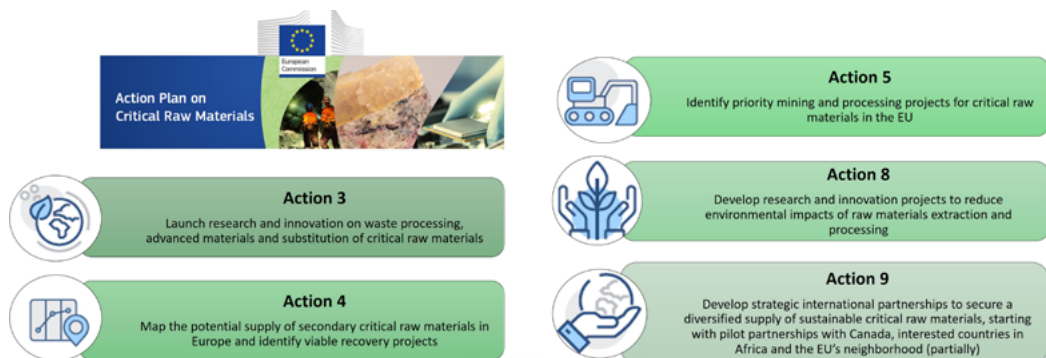 European
Commission
Action Plan on
Critical Raw Materials
Action 3
Launch research and innovation on waste processing,
advanced materials and substitution of critical raw materials
Action 4
Map the potential supply of secondary critical raw materials in
Europe and identify viable recovery projects
Action 5
Identify priority mining and processing projects for critical raw
materials in the EU
Action 8
Develop research and innovation projects to reduce
environmental impacts of raw materials extraction and
processing
Action 9
Develop strategic international partnerships to secure a
diversified supply of sustainable critical raw materials, starting
with pilot partnerships with Canada, interested countries in
Africa and the EU's neighborhood (partially)